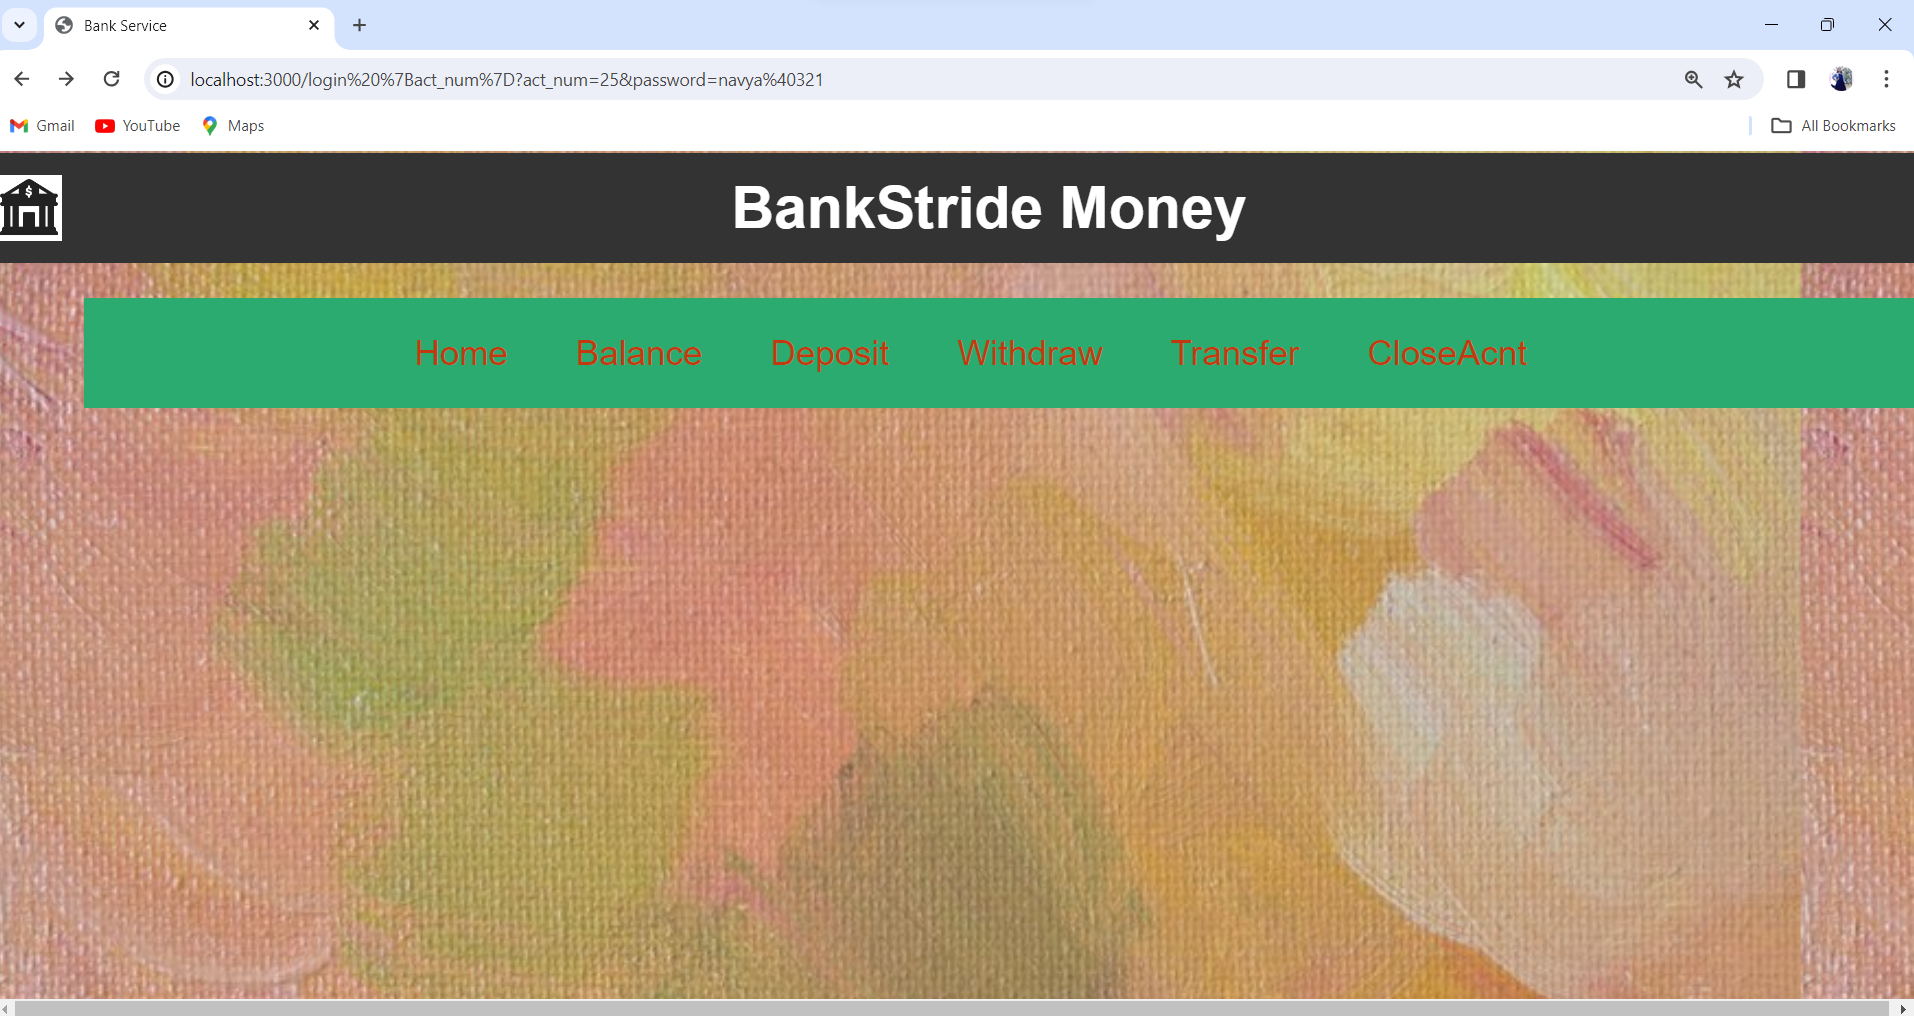 Bank Service
localhost:3000/login%20%7Bact_num%7D?act_num=25&password=navya%40321
Gmail YouTube Maps All Bookmarks
$
BankStride Money
Home Balance Deposit Withdraw Transfer CloseAcnt